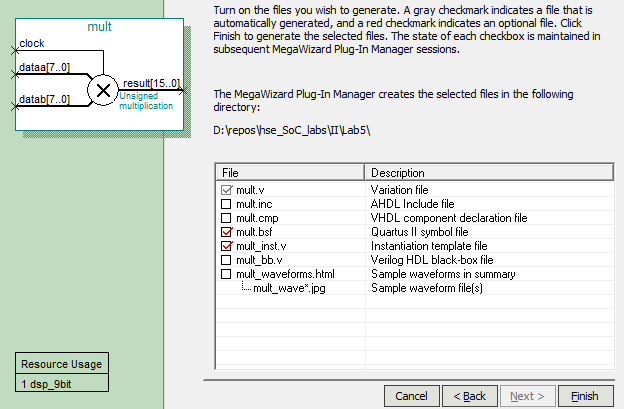 mult
clock
dataa[7..0]
datab[7..0]
result[15..0]
Unsigned
multiplication
Turn on the files you wish to generate. A gray checkmark indicates a file that is
automatically generated, and a red checkmark indicates an optional file. Click
Finish to generate the selected files. The state of each checkbox is maintained in
subsequent MegaWizard Plug-In Manager sessions.
The MegaWizard Plug-In Manager creates the selected files in the following
directory:
D:\repos\hse_SoC_labs\II\Lab5\
File Description
mult.v Variation file
mult.inc AHDL Include file
mult.cmp VHDL component declaration file
mult.bsf Quartus II symbol file
mult_inst.v Instantiation template file
mult_bb.v Verilog HDL black-box file
mult_waveforms.html Sample waveforms in summary
mult_wave*.jpg Sample waveform file(s)
Resource Usage
1 dsp_9bit
Cancel < Back Next > Finish